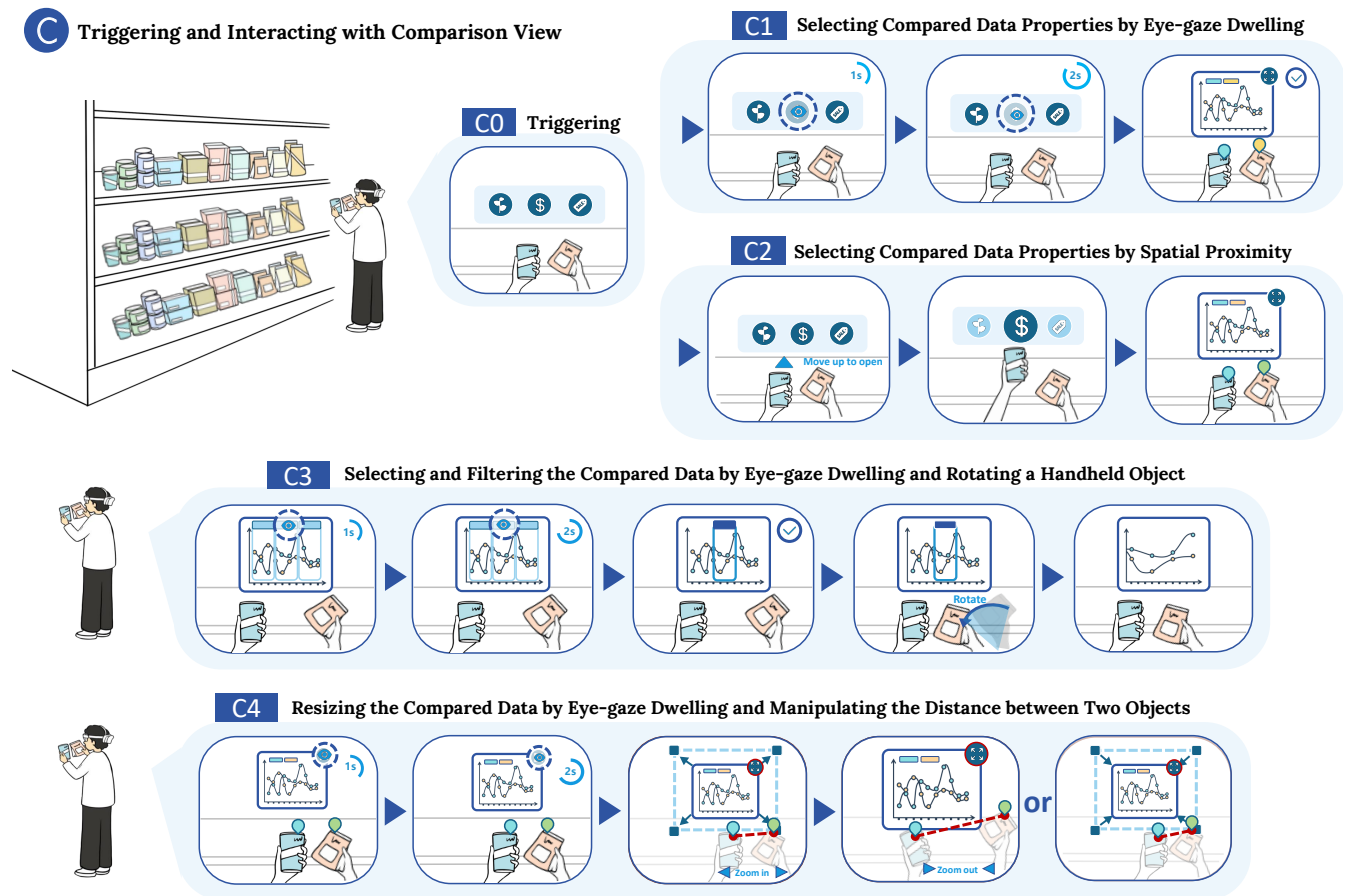 C Triggering and Interacting with Comparison View
C0 Triggering
$
C1 Selecting Compared Data Properties by Eye-gaze Dwelling
1s
SALE
2s
SALE
C2 Selecting Compared Data Properties by Spatial Proximity
$
Move up to open
$
C3 Selecting and Filtering the Compared Data by Eye-gaze Dwelling and Rotating a Handheld Object
1s
2s
Rotate
C4 Resizing the Compared Data by Eye-gaze Dwelling and Manipulating the Distance between Two Objects
1s
2s
Zoom in
Zoom out
or